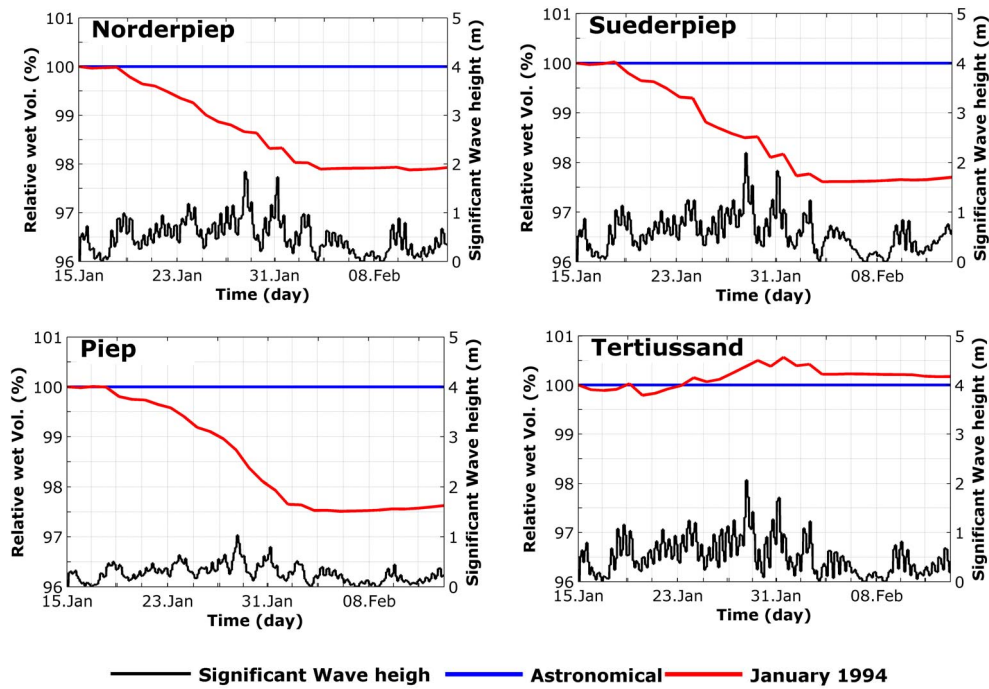 Norderpiep
Relative wet Vol. (%)
101
100
99
98
97
96
Significant Wave height (m)
5
4
3
2
1
0
15.Jan 23.Jan 31.Jan 08.Feb
Time (day)
Suederpiep
Relative wet Vol. (%)
101
100
99
98
97
96
Significant Wave height (m)
5
4
3
2
1
0
15.Jan 23.Jan 31.Jan 08.Feb
Time (day)
Piep
Relative wet Vol. (%)
101
100
99
98
97
96
Significant Wave height (m)
5
4
3
2
1
0
15.Jan 23.Jan 31.Jan 08.Feb
Time (day)
Tertiussand
Relative wet Vol. (%)
101
100
99
98
97
96
Significant Wave height (m)
5
4
3
2
1
0
15.Jan 23.Jan 31.Jan 08.Feb
Time (day)
Significant Wave heigh Astronomical January 1994